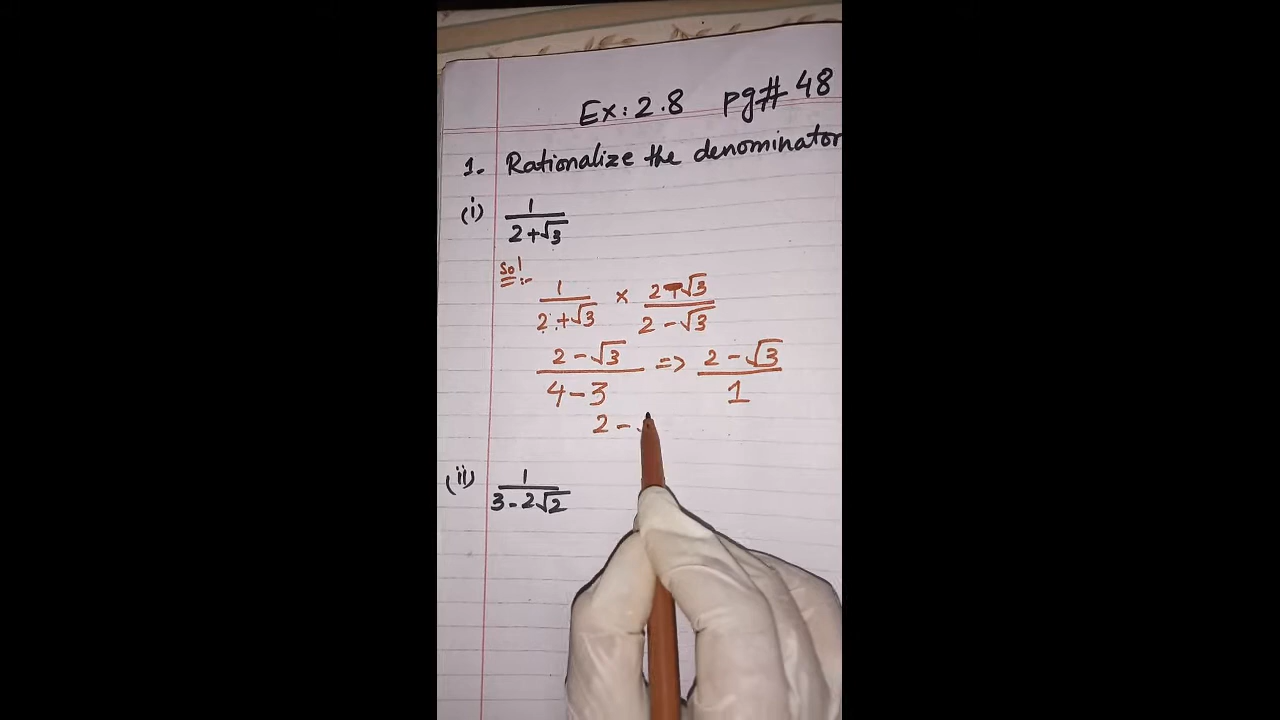 Ex: 2.8 pg# 48
1. Rationalize the denominator
(i) 1/(2+√3)
Sol :-
1/(2+√3) × (2-√3)/(2-√3)
(2-√3)/(4-3) => (2-√3)/1
2-
(ii) 1/(3-2√2)